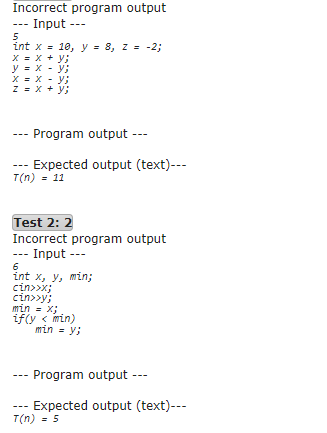 Incorrect program output
--- Input ---
5
int x = 10, y = 8, z = -2;
x = x + y;
y = x - y;
x = x - y;
z = x + y;
--- Program output ---
--- Expected output (text)---
T(n) = 11
Test 2: 2
Incorrect program output
--- Input ---
6
int x, y, min;
cin>>x;
cin>>y;
min = x;
if(y < min)
    min = y;
--- Program output ---
--- Expected output (text)---
T(n) = 5